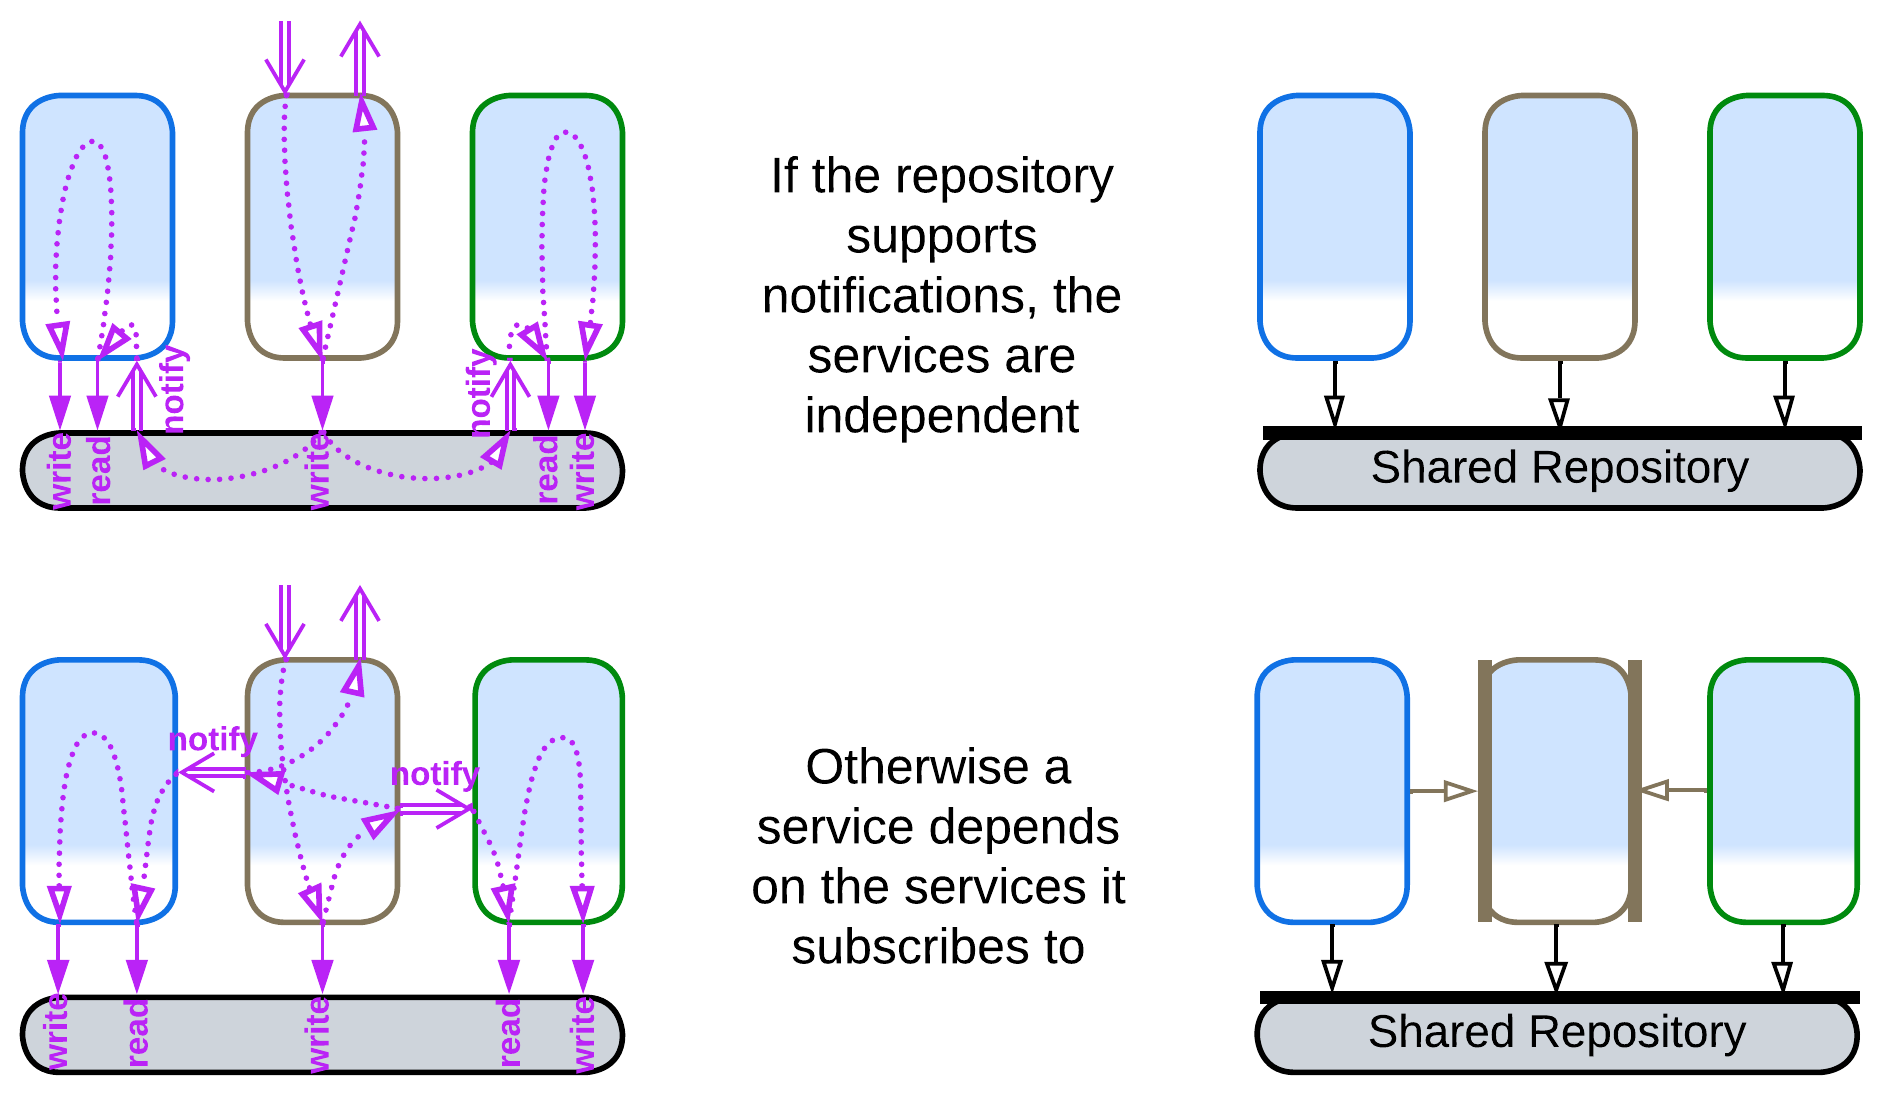 notify
notify
write
read
write
read
write
If the repository
supports
notifications, the
services are
independent
Shared Repository
notify
notify
write
read
write
read
write
Otherwise a
service depends
on the services it
subscribes to
Shared Repository